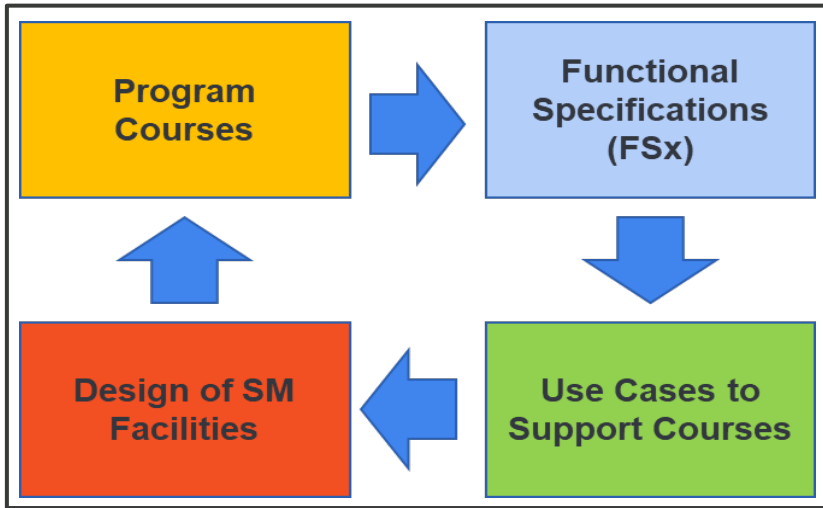 Program
Courses
Functional
Specifications
(FSx)
Design of SM
Facilities
Use Cases to
Support Courses